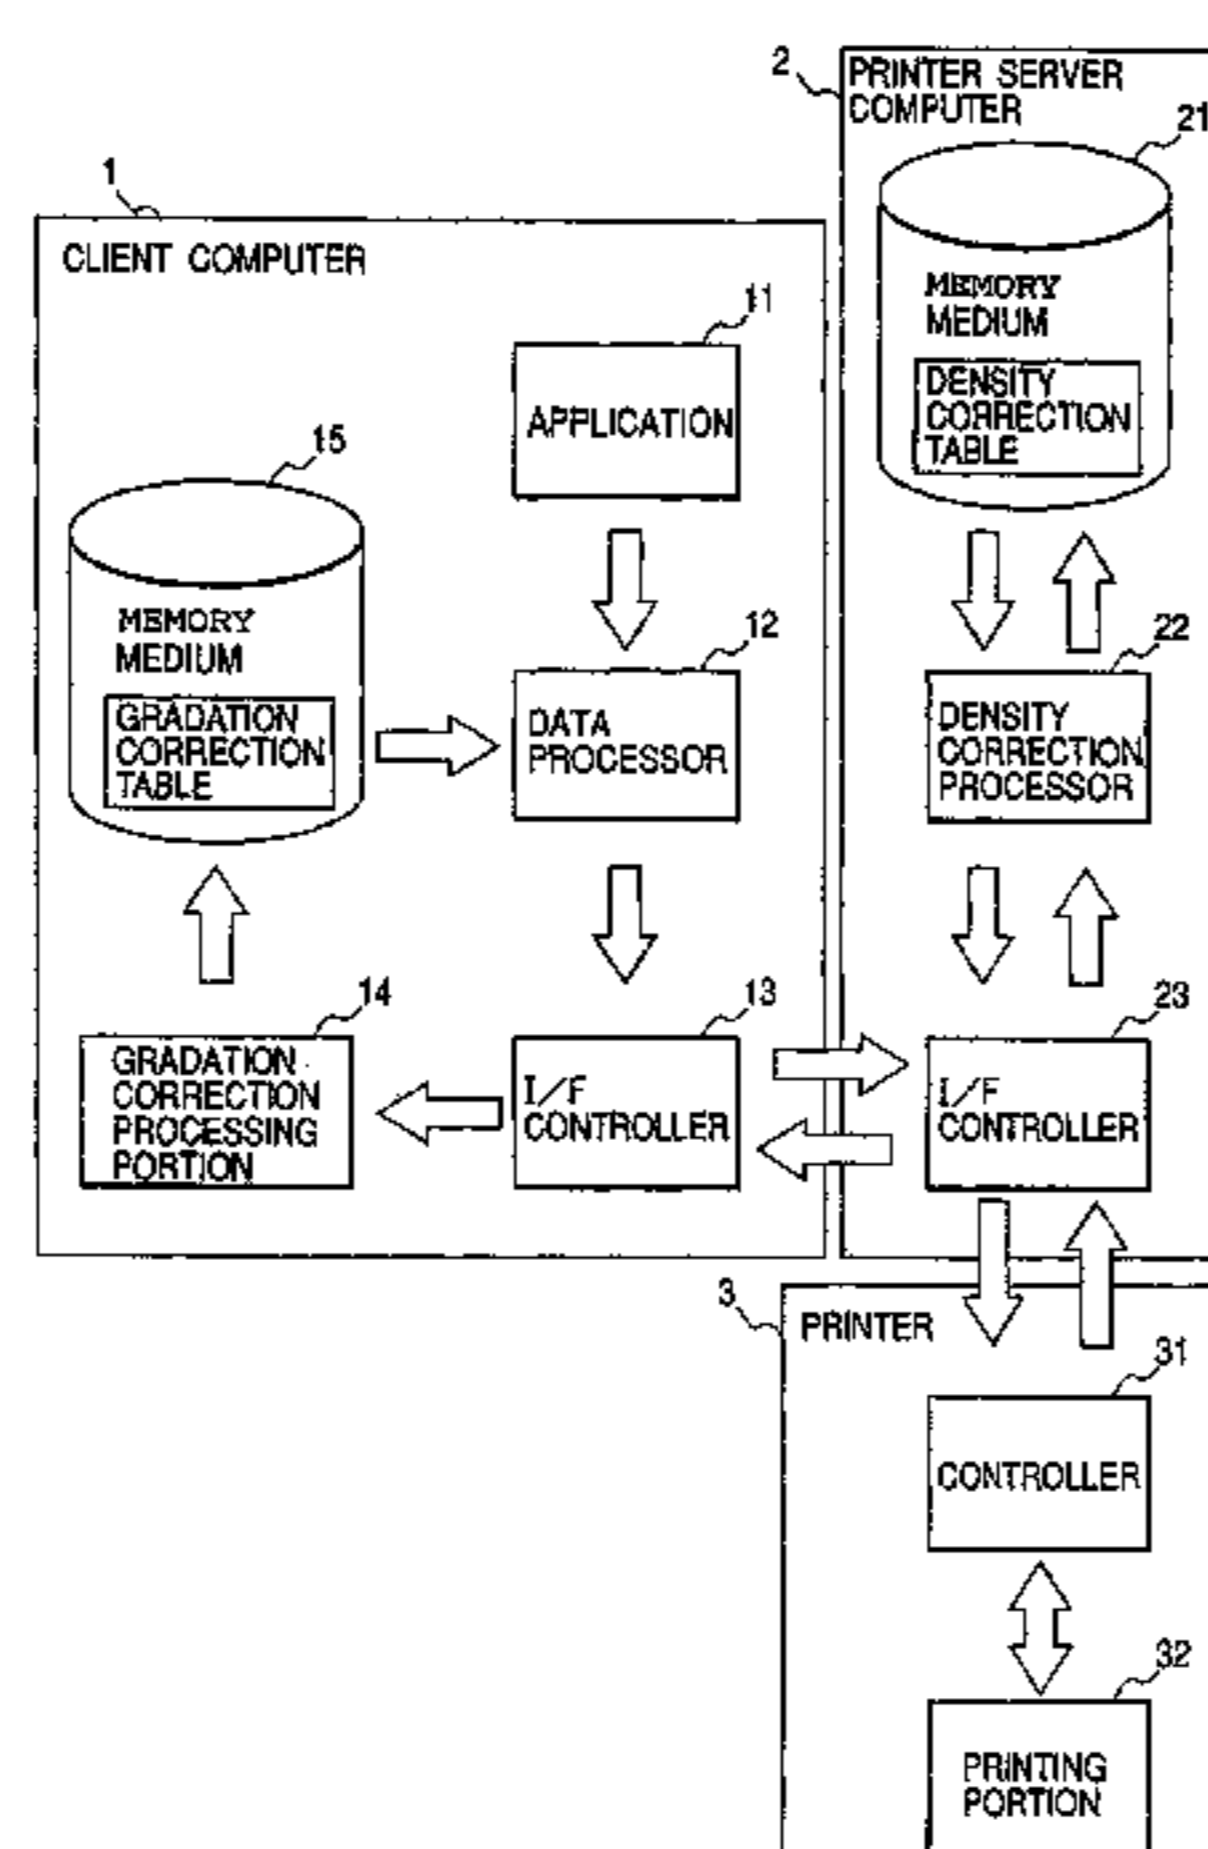 2
PRINTER SERVER
COMPUTER
21
MEMORY
MEDIUM
DENSITY
CORRECTION
TABLE
1
CLIENT COMPUTER
11
APPLICATION
15
MEMORY
MEDIUM
GRADATION
CORRECTION
TABLE
12
DATA
PROCESSOR
22
DENSITY
CORRECTION
PROCESSOR
14
GRADATION
CORRECTION
PROCESSING
PORTION
13
I/F
CONTROLLER
23
I/F
CONTROLLER
3
PRINTER
31
CONTROLLER
32
PRINTING
PORTION